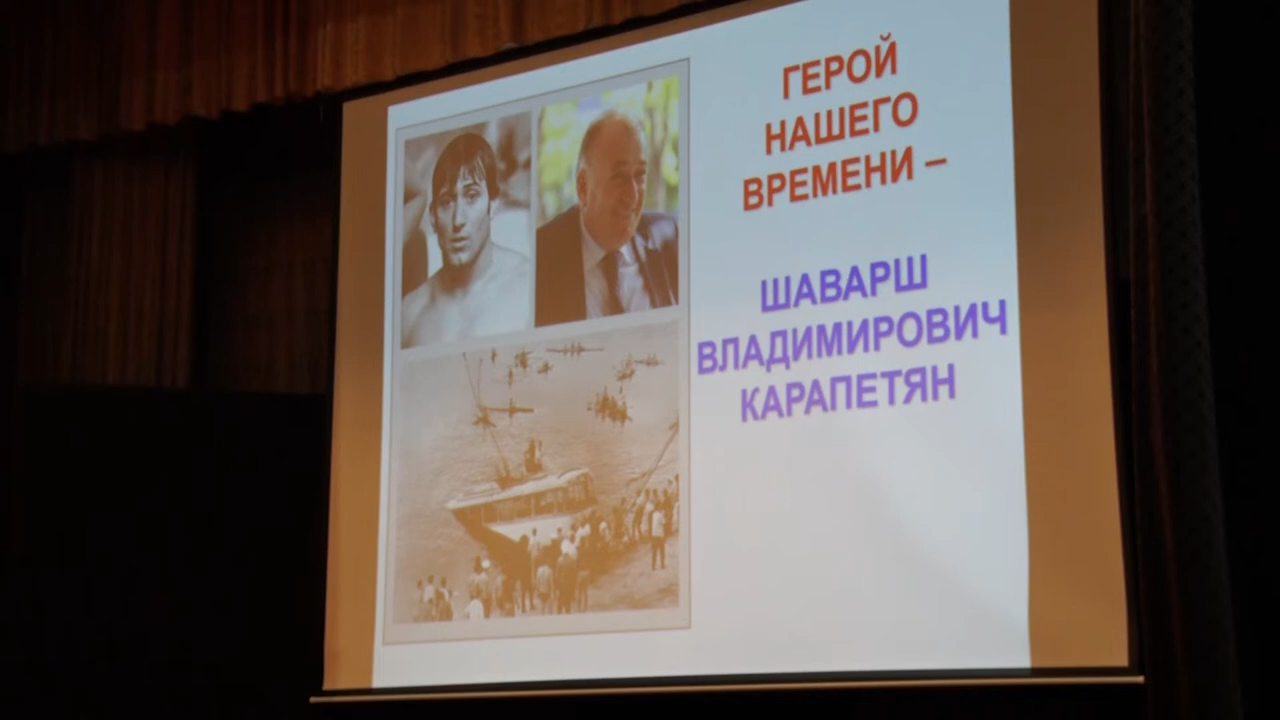 ГЕРОЙ
НАШЕГО
ВРЕМЕНИ –
ШАВАРШ
ВЛАДИМИРОВИЧ
КАРАПЕТЯН